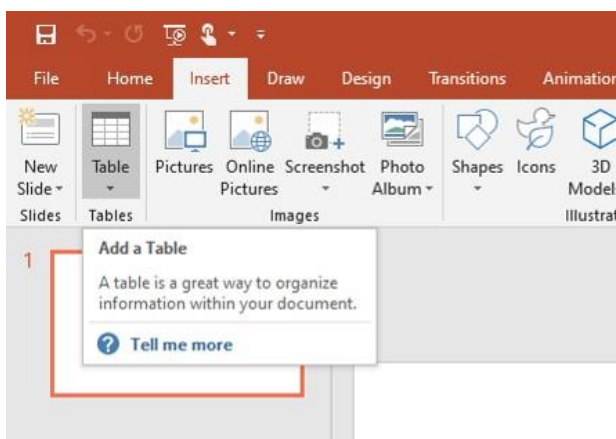 File Home Insert Draw Design Transitions Animation
New Slide
Table
Pictures
Online Pictures
Screenshot
Photo Album
Shapes
Icons
3D Model
Slides Tables Images Illustrat
1
Add a Table
A table is a great way to organize
information within your document.
? Tell me more